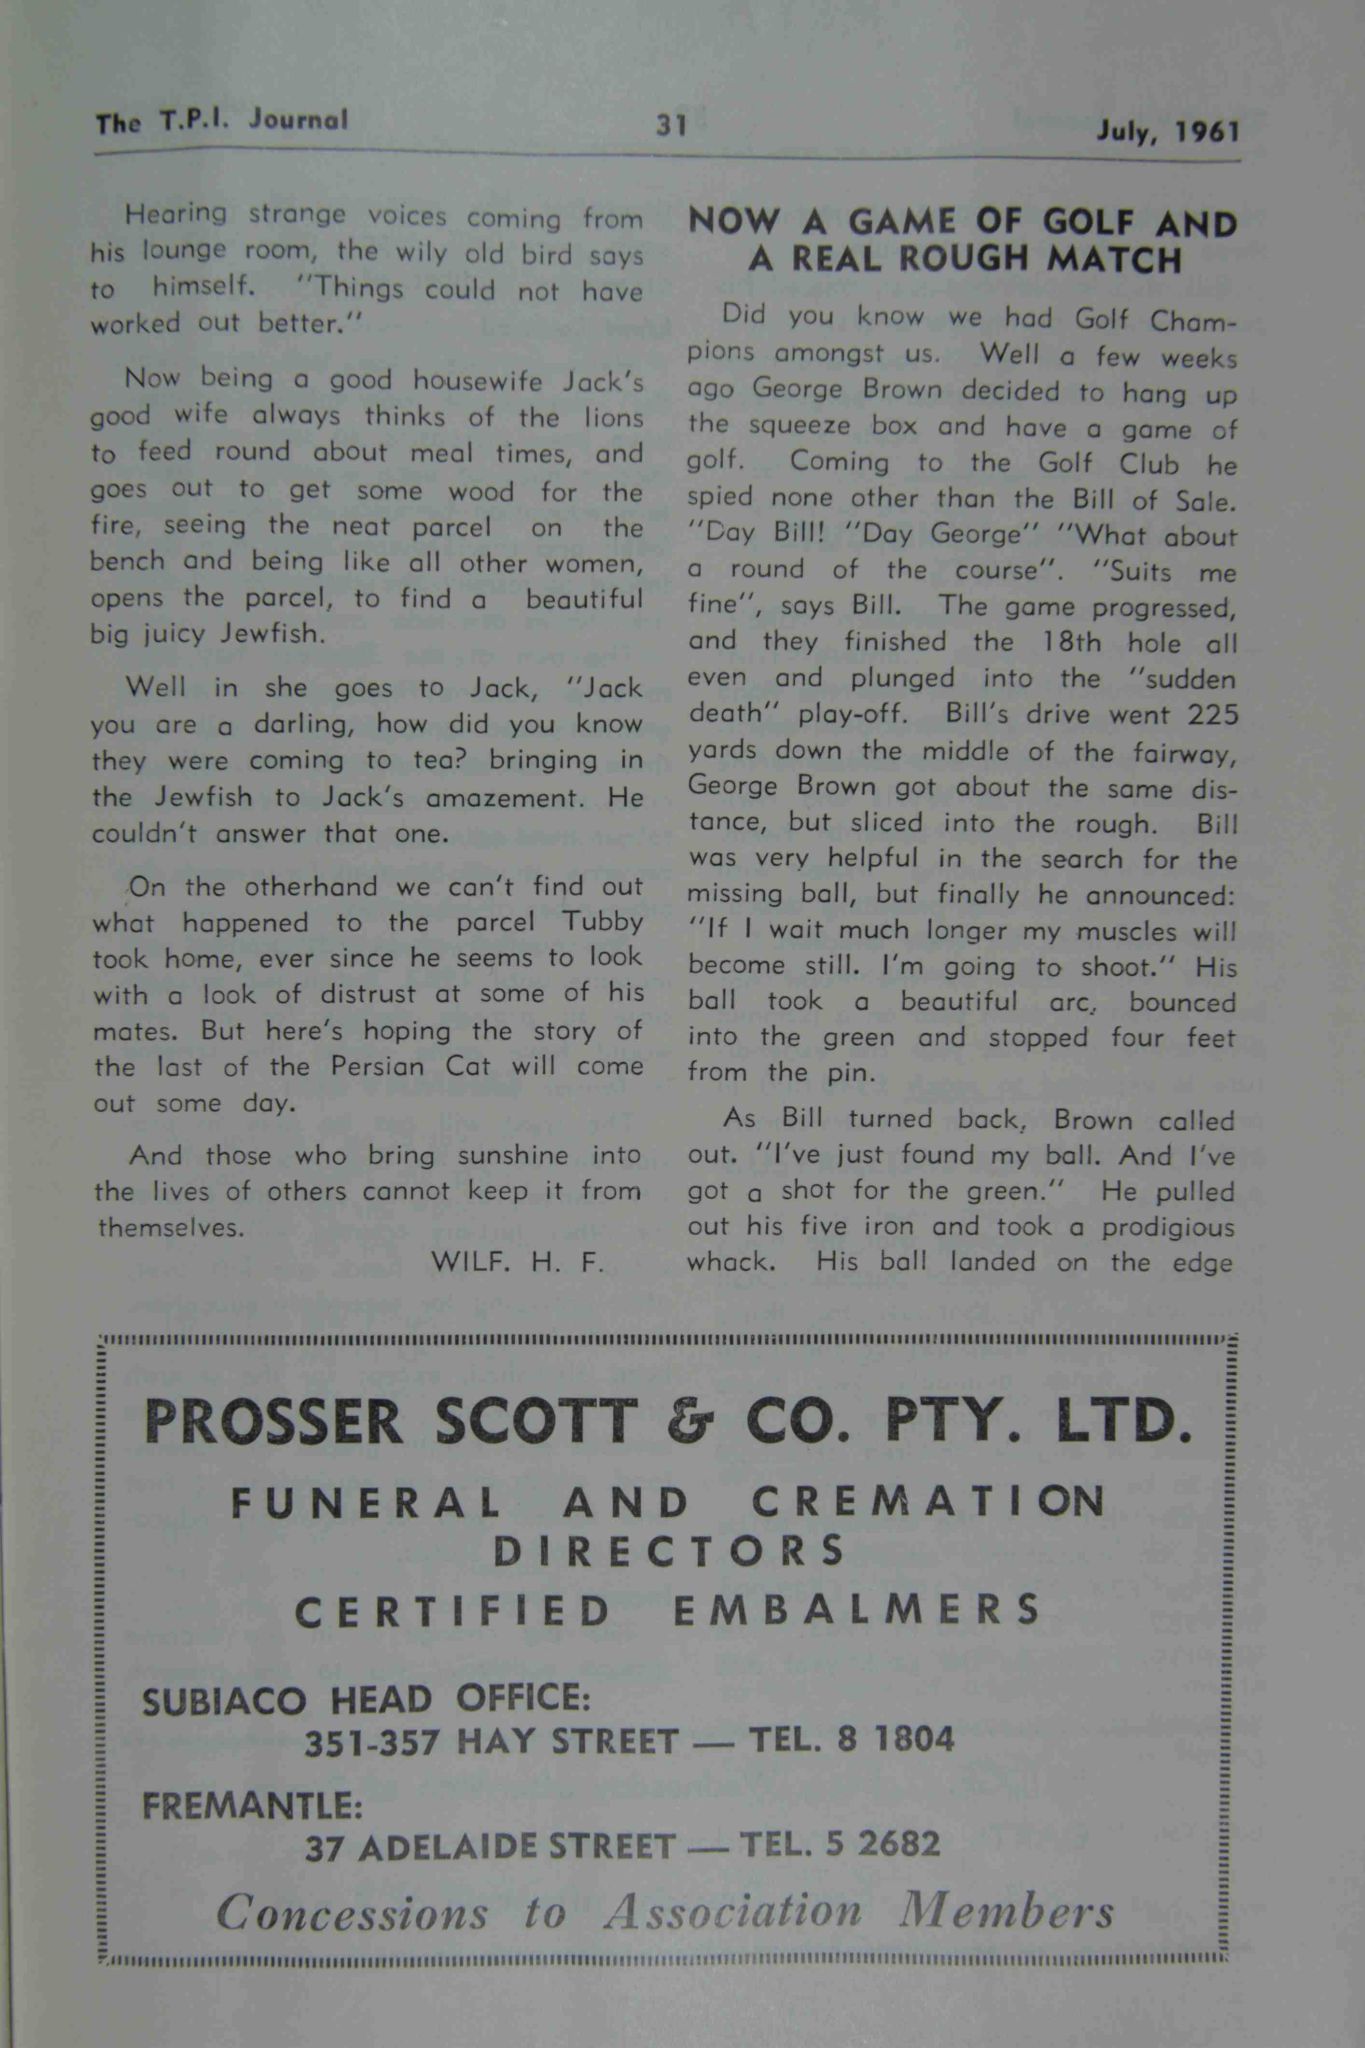 The T.P.I. Journal 31 July, 1961
Hearing strange voices coming from
his lounge room, the wily old bird says
to himself. "Things could not have
worked out better."
Now being a good housewife Jack's
good wife always thinks of the lions
to feed round about meal times, and
goes out to get some wood for the
fire, seeing the neat parcel on the
bench and being like all other women,
opens the parcel, to find a beautiful
big juicy Jewfish.
Well in she goes to Jack, "Jack
you are a darling, how did you know
they were coming to tea? bringing in
the Jewfish to Jack's amazement. He
couldn't answer that one.
On the otherhand we can't find out
what happened to the parcel Tubby
took home, ever since he seems to look
with a look of distrust at some of his
mates. But here's hoping the story of
the last of the Persian Cat will come
out some day.
And those who bring sunshine into
the lives of others cannot keep it from
themselves.
WILF. H. F.
NOW A GAME OF GOLF AND
A REAL ROUGH MATCH
Did you know we had Golf Cham-
pions amongst us. Well a few weeks
ago George Brown decided to hang up
the squeeze box and have a game of
golf. Coming to the Golf Club he
spied none other than the Bill of Sale.
"Day Bill! "Day George" "What about
a round of the course". "Suits me
fine", says Bill. The game progressed,
and they finished the 18th hole all
even and plunged into the "sudden
death" play-off. Bill's drive went 225
yards down the middle of the fairway,
George Brown got about the same dis-
tance, but sliced into the rough. Bill
was very helpful in the search for the
missing ball, but finally he announced:
"If I wait much longer my muscles will
become still. I'm going to shoot." His
ball took a beautiful arc, bounced
into the green and stopped four feet
from the pin.
As Bill turned back, Brown called
out. "I've just found my ball. And I've
got a shot for the green." He pulled
out his five iron and took a prodigious
whack. His ball landed on the edge
PROSSER SCOTT & CO. PTY. LTD.
FUNERAL AND CREMATION
DIRECTORS
CERTIFIED EMBALMERS
SUBIACO HEAD OFFICE:
351-357 HAY STREET — TEL. 8 1804
FREMANTLE:
37 ADELAIDE STREET — TEL. 5 2682
Concessions to Association Members